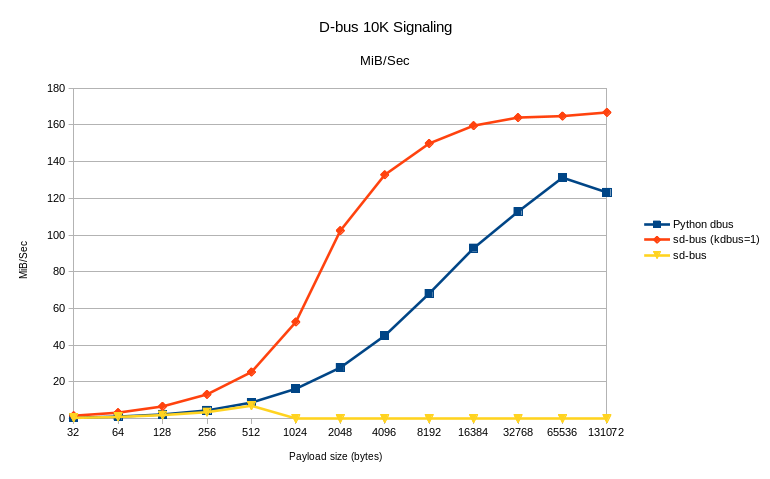 D-bus 10K Signaling
MiB/Sec
180
160
140
120
100
80
60
40
20
0
MiB/Sec
32 64 128 256 512 1024 2048 4096 8192 16384 32768 65536 131072
Payload size (bytes)
Python dbus
sd-bus (kdbus=1)
sd-bus